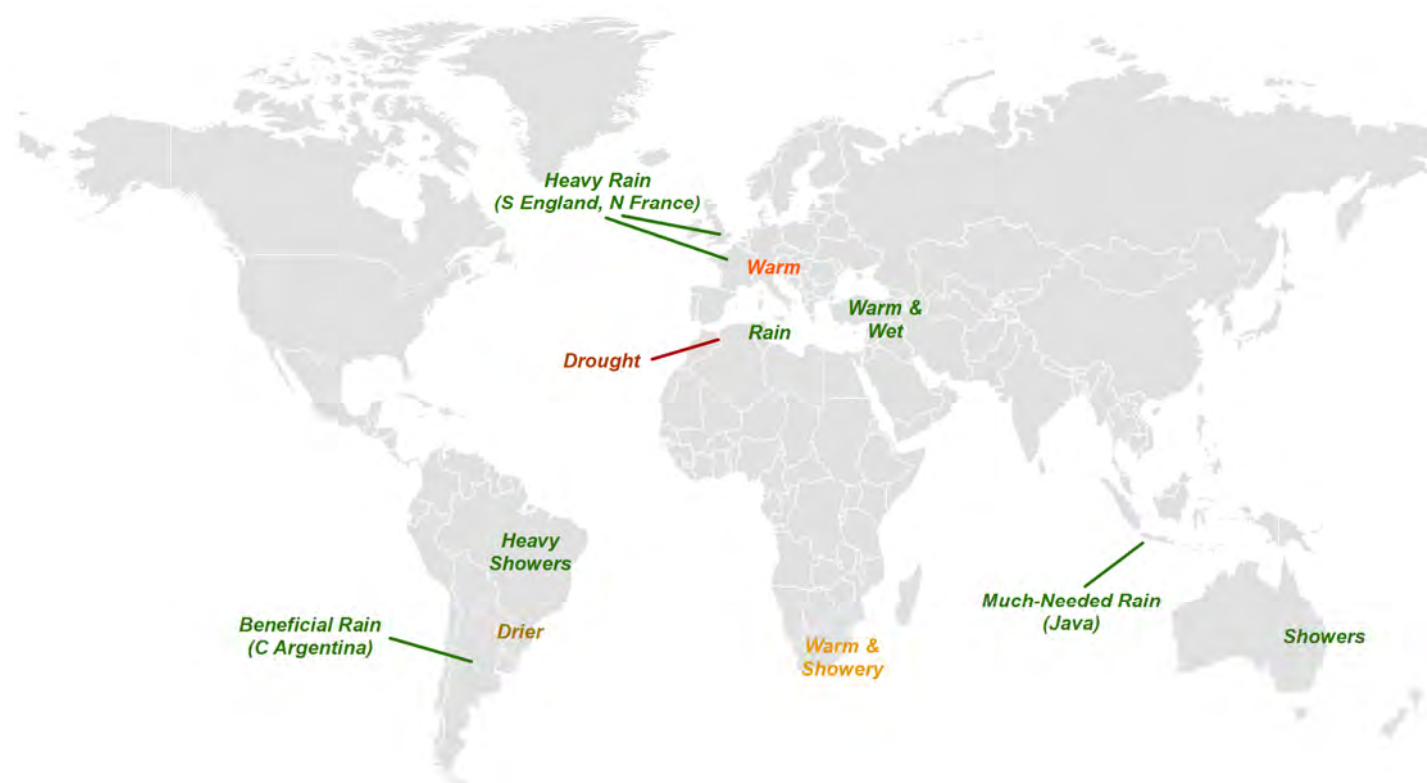 Heavy Rain
(S England, N France)
Warm
Warm &
Wet
Rain
Drought
Heavy
Showers
Beneficial Rain
(C Argentina)
Drier
Warm &
Showery
Much-Needed Rain
(Java)
Showers